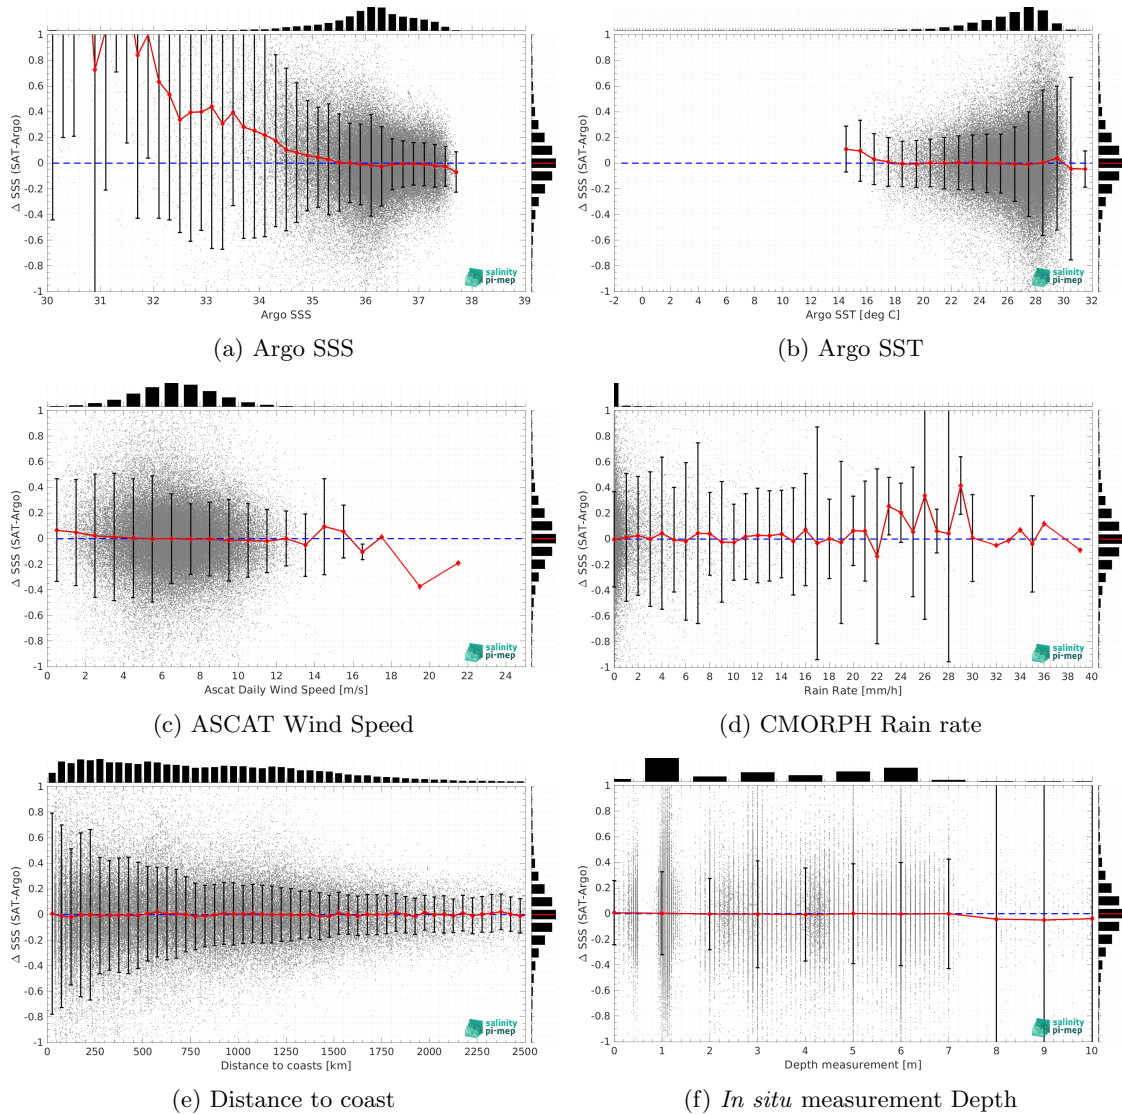 1
0.8
0.6
0.4
0.2
0
-0.2
-0.4
-0.6
-0.8
-1
Δ SSS (SAT-Argo)
30 31 32 33 34 35 36 37 38 39
Argo SSS
salinity
pi-mep
(a) Argo SSS
1
0.8
0.6
0.4
0.2
0
-0.2
-0.4
-0.6
-0.8
-1
Δ SSS (SAT-Argo)
-2 0 2 4 6 8 10 12 14 16 18 20 22 24 26 28 30 32
Argo SST [deg C]
salinity
pi-mep
(b) Argo SST
1
0.8
0.6
0.4
0.2
0
-0.2
-0.4
-0.6
-0.8
-1
Δ SSS (SAT-Argo)
0 2 4 6 8 10 12 14 16 18 20 22 24
Ascat Daily Wind Speed [m/s]
salinity
pi-mep
(c) ASCAT Wind Speed
1
0.8
0.6
0.4
0.2
0
-0.2
-0.4
-0.6
-0.8
-1
Δ SSS (SAT-Argo)
0 2 4 6 8 10 12 14 16 18 20 22 24 26 28 30 32 34 36 38 40
Rain Rate [mm/h]
salinity
pi-mep
(d) CMORPH Rain rate
1
0.8
0.6
0.4
0.2
0
-0.2
-0.4
-0.6
-0.8
-1
Δ SSS (SAT-Argo)
0 250 500 750 1000 1250 1500 1750 2000 2250 2500
Distance to coasts [km]
salinity
pi-mep
(e) Distance to coast
1
0.8
0.6
0.4
0.2
0
-0.2
-0.4
-0.6
-0.8
-1
Δ SSS (SAT-Argo)
0 1 2 3 4 5 6 7 8 9 10
Depth measurement [m]
salinity
pi-mep
(f) In situ measurement Depth